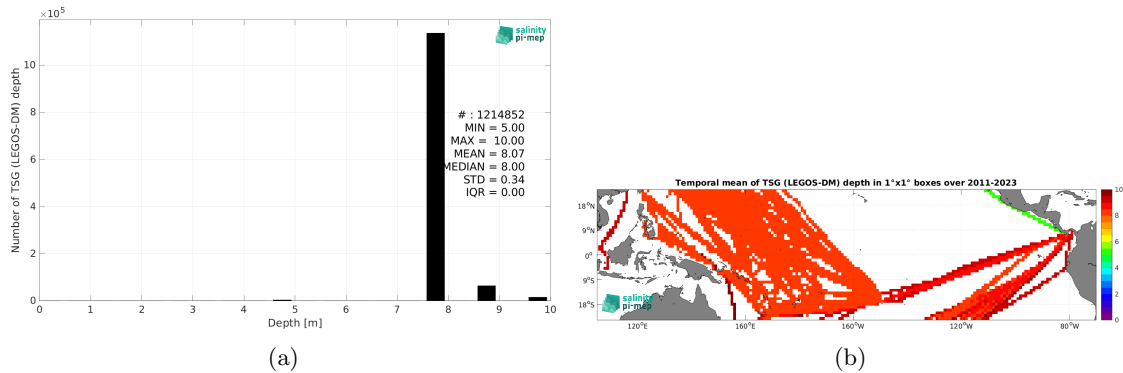 ×10⁵
salinity
pi-mep
10
8
6
4
2
0
Number of TSG (LEGOS-DM) depth
# : 1214852
MIN = 5.00
MAX = 10.00
MEAN = 8.07
MEDIAN = 8.00
STD = 0.34
IQR = 0.00
0 1 2 3 4 5 6 7 8 9 10
Depth [m]
(a)
Temporal mean of TSG (LEGOS-DM) depth in 1°x1° boxes over 2011-2023
18°N
9°N
0°
9°S
18°S
salinity
pi-mep
120°E 160°E 160°W 120°W 80°W
10
8
6
4
2
0
(b)